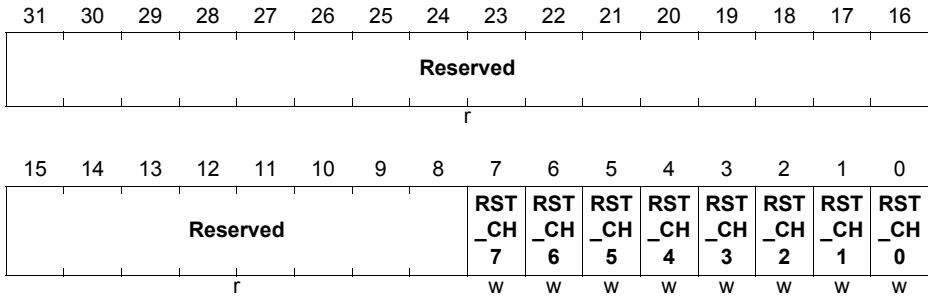 31 30 29 28 27 26 25 24 23 22 21 20 19 18 17 16
Reserved
r
15 14 13 12 11 10 9 8 7 6 5 4 3 2 1 0
Reserved RST RST RST RST RST RST RST RST
_CH _CH _CH _CH _CH _CH _CH _CH
7 6 5 4 3 2 1 0
r w w w w w w w w